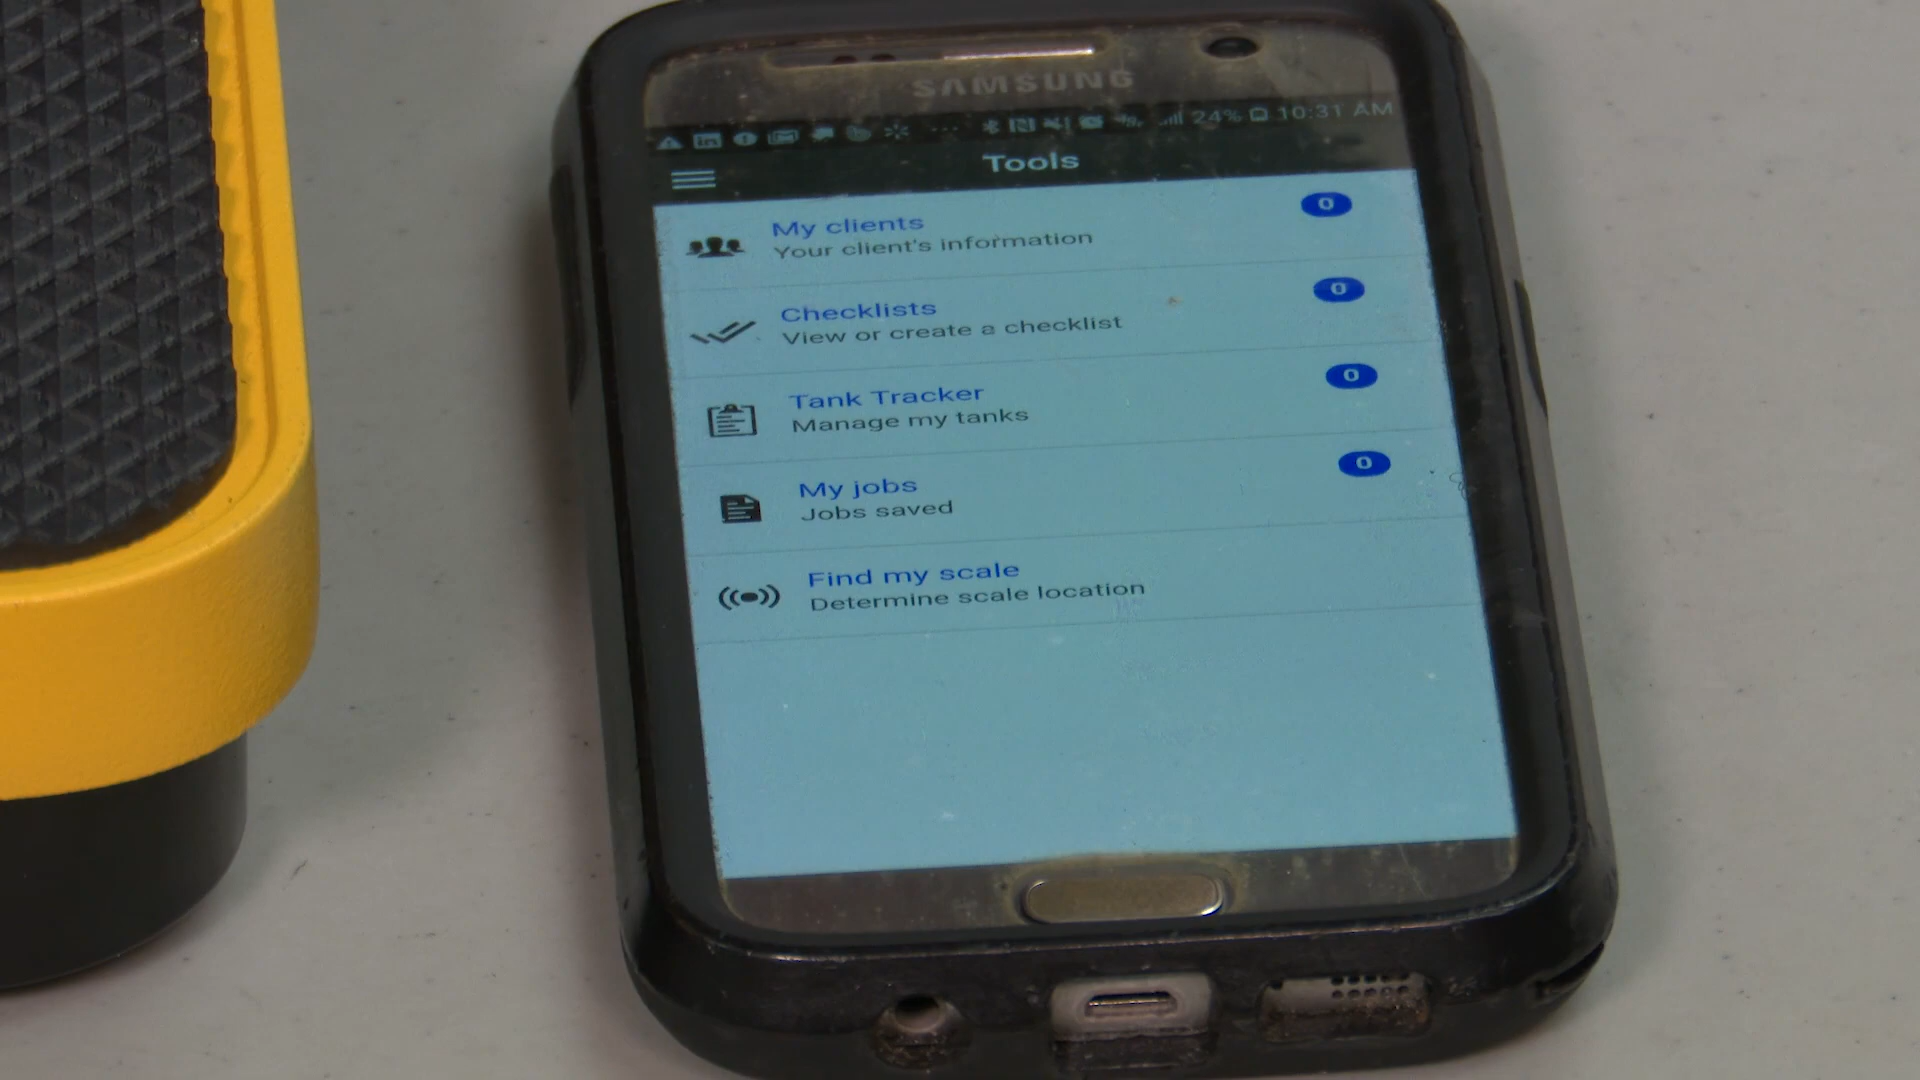 SAMSUNG
24% 10:31 AM
Tools
My clients
Your client's information
0
Checklists
View or create a checklist
0
Tank Tracker
Manage my tanks
0
My jobs
Jobs saved
0
Find my scale
Determine scale location